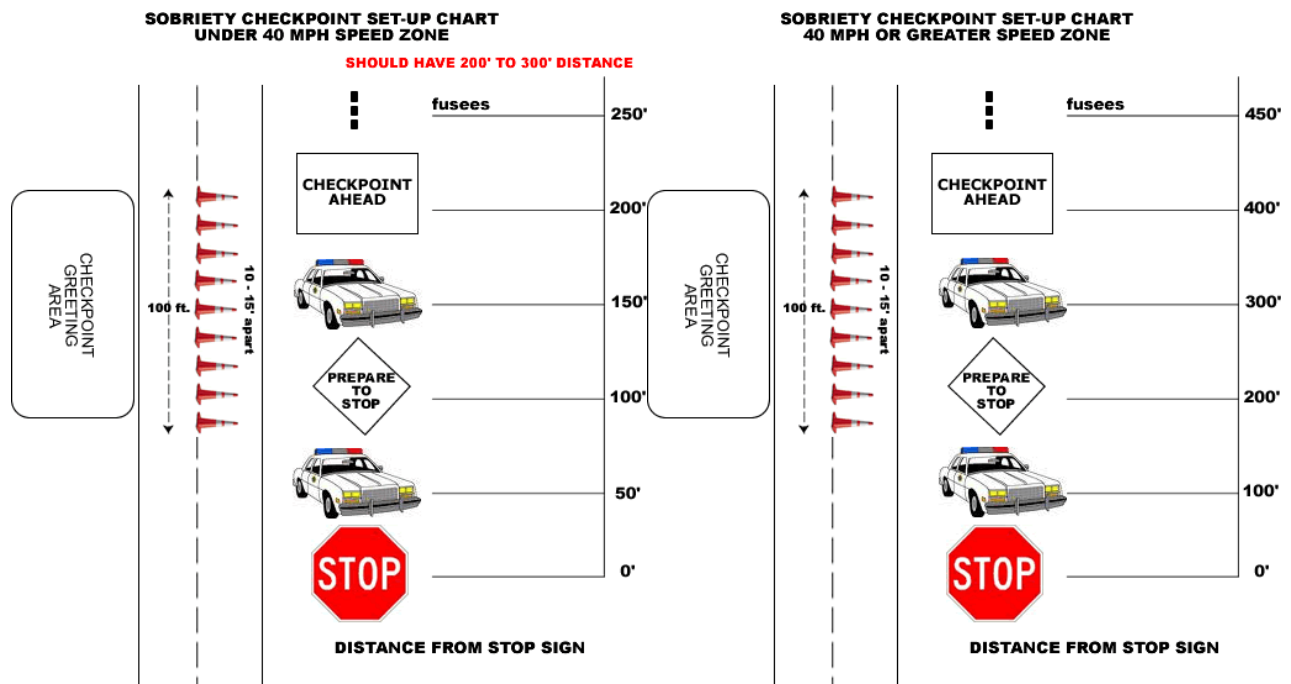 SOBRIETY CHECKPOINT SET-UP CHART
UNDER 40 MPH SPEED ZONE
SHOULD HAVE 200' TO 300' DISTANCE
fusees
250'
CHECKPOINT
AHEAD
200'
CHECKPOINT
GREETING
AREA
100 ft.
10 - 15' apart
150'
PREPARE
TO
STOP
100'
50'
STOP
0'
DISTANCE FROM STOP SIGN
SOBRIETY CHECKPOINT SET-UP CHART
40 MPH OR GREATER SPEED ZONE
fusees
450'
CHECKPOINT
AHEAD
400'
CHECKPOINT
GREETING
AREA
100 ft.
10 - 15' apart
300'
PREPARE
TO
STOP
200'
100'
STOP
0'
DISTANCE FROM STOP SIGN